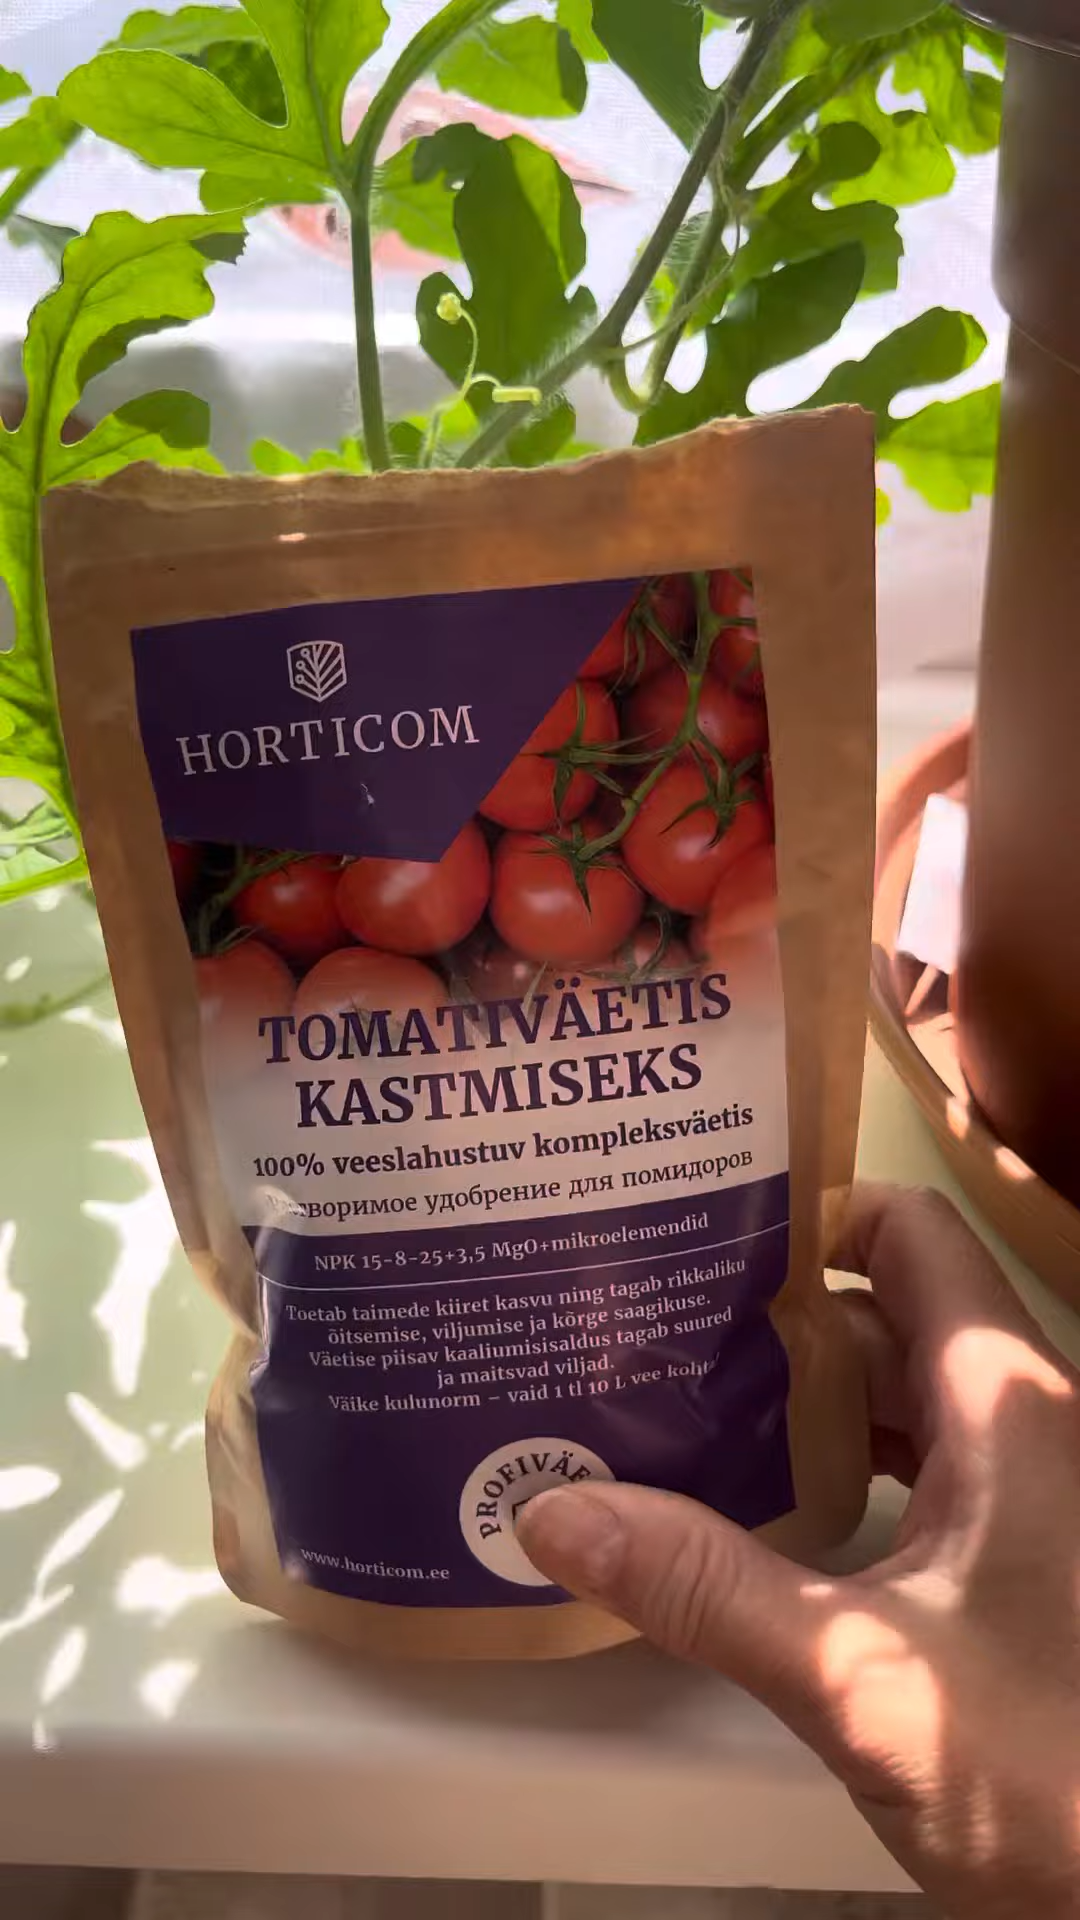 HORTICOM
TOMATIVÄETIS
KASTMISEKS
100% veeslahustuv kompleksväetis
удобрение для помидоров
NPK 15-8-25+3,5 MgO+mikroelemendid
Toetab taimede kiiret kasvu ning tagab rikkaliku
õitsemise, viljumise ja kõrge saagikuse.
Väetise piisav kaaliumisisaldus tagab suured
ja maitsvad viljad.
Väike kulunorm – vaid 1 tl 10 L vee
www.horticom.ee